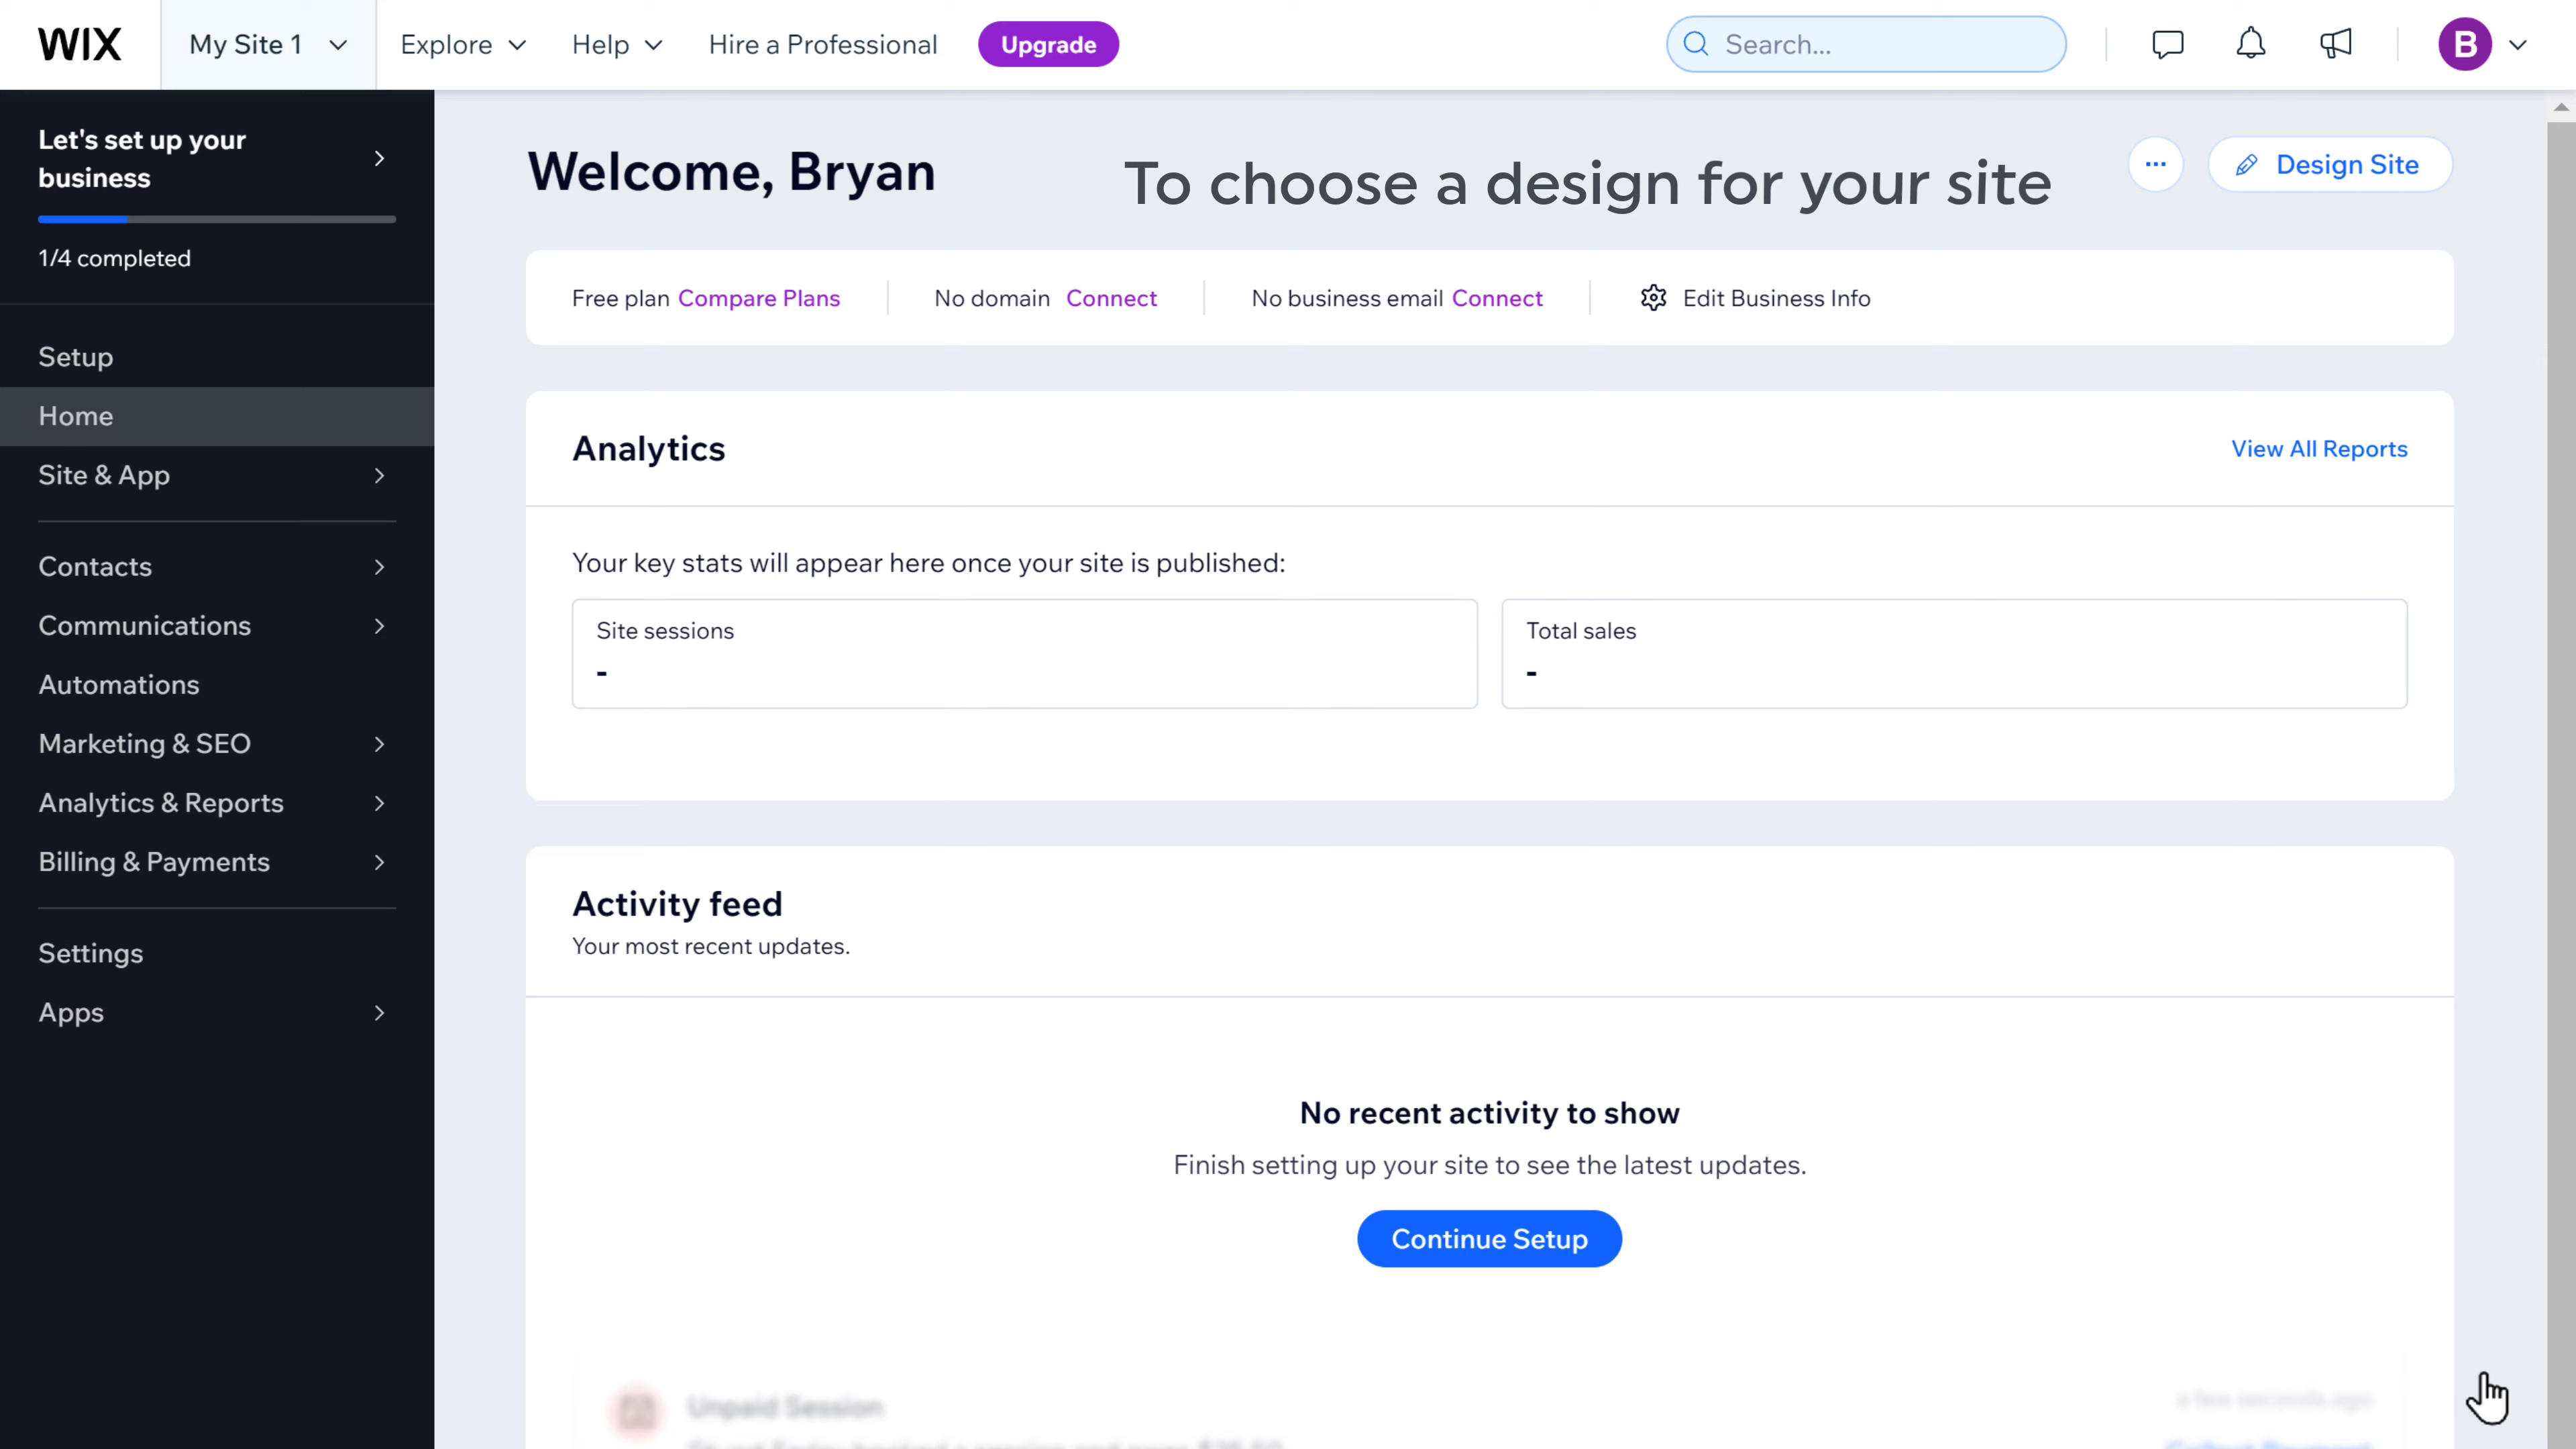 WIX
My Site 1
Explore
Help
Hire a Professional
Upgrade
Search...
B
Let's set up your
business
1/4 completed
Setup
Home
Site & App
Contacts
Communications
Automations
Marketing & SEO
Analytics & Reports
Billing & Payments
Settings
Apps
Welcome, Bryan
To choose a design for your site
Design Site
Free plan Compare Plans
No domain Connect
No business email Connect
Edit Business Info
Analytics
View All Reports
Your key stats will appear here once your site is published:
Site sessions
-
Total sales
-
Activity feed
Your most recent updates.
No recent activity to show
Finish setting up your site to see the latest updates.
Continue Setup
Unpaid Session
a few seconds ago